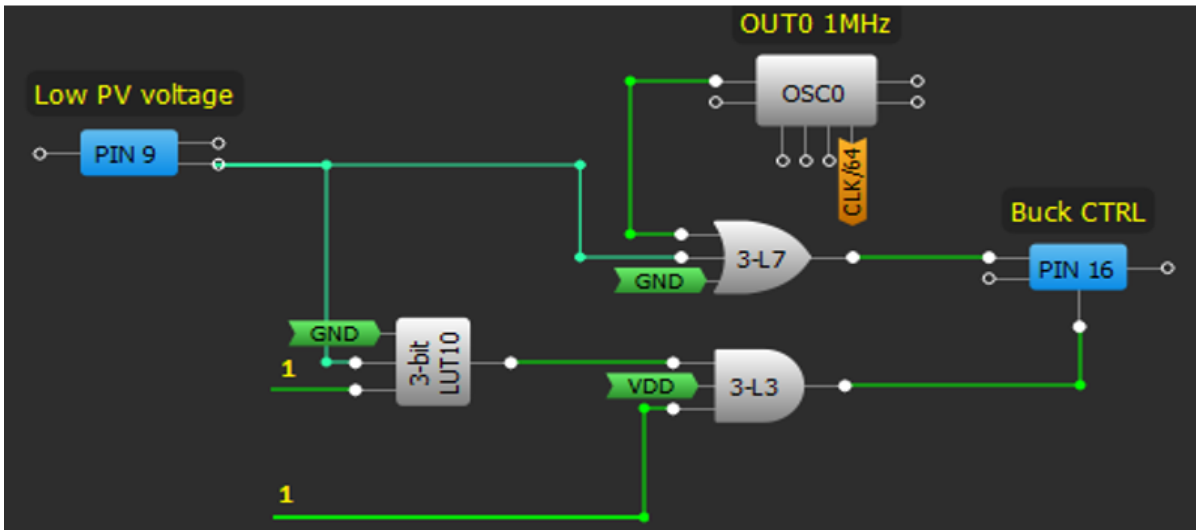 OUT0 1MHz
OSC0
Low PV voltage
PIN 9
CLK/64
Buck CTRL
3-L7
PIN 16
GND
GND
3-bit
LUT10
1
VDD
3-L3
1